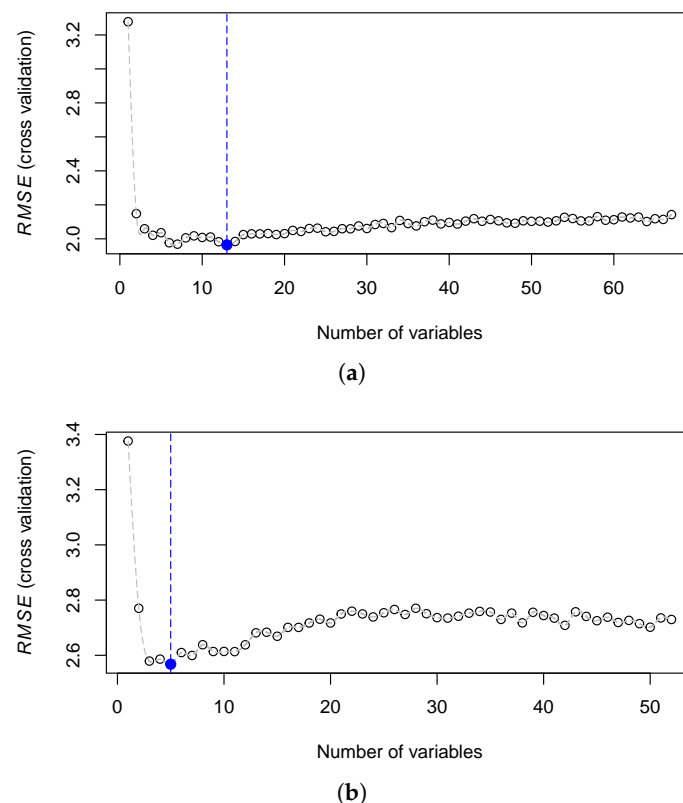 3.2
2.8
2.4
2.0
RMSE (cross validation)
0 10 20 30 40 50 60
Number of variables
(a)
3.4
3.2
3.0
2.8
2.6
RMSE (cross validation)
0 10 20 30 40 50
Number of variables
(b)